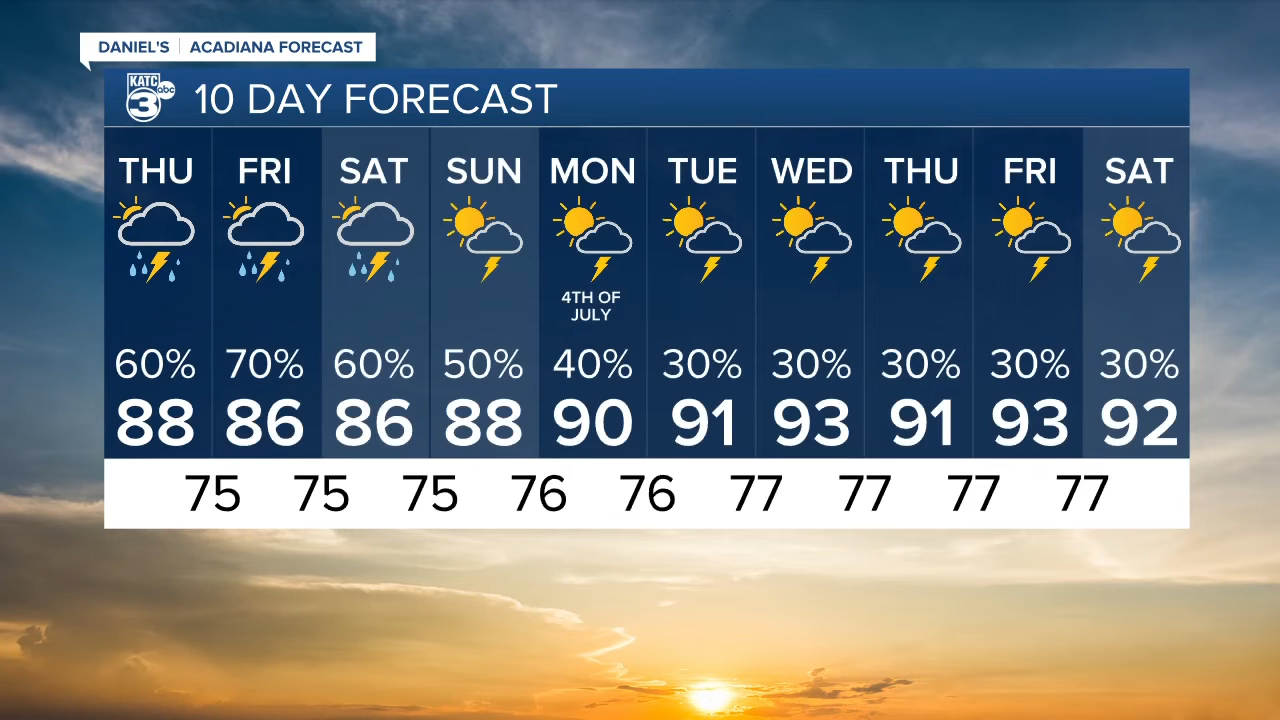 DANIEL'S | ACADIANA FORECAST
KATC abc 3
10 DAY FORECAST
THU FRI SAT SUN MON TUE WED THU FRI SAT
4TH OF
JULY
60% 70% 60% 50% 40% 30% 30% 30% 30% 30%
88 86 86 88 90 91 93 91 93 92
75 75 75 76 76 77 77 77 77